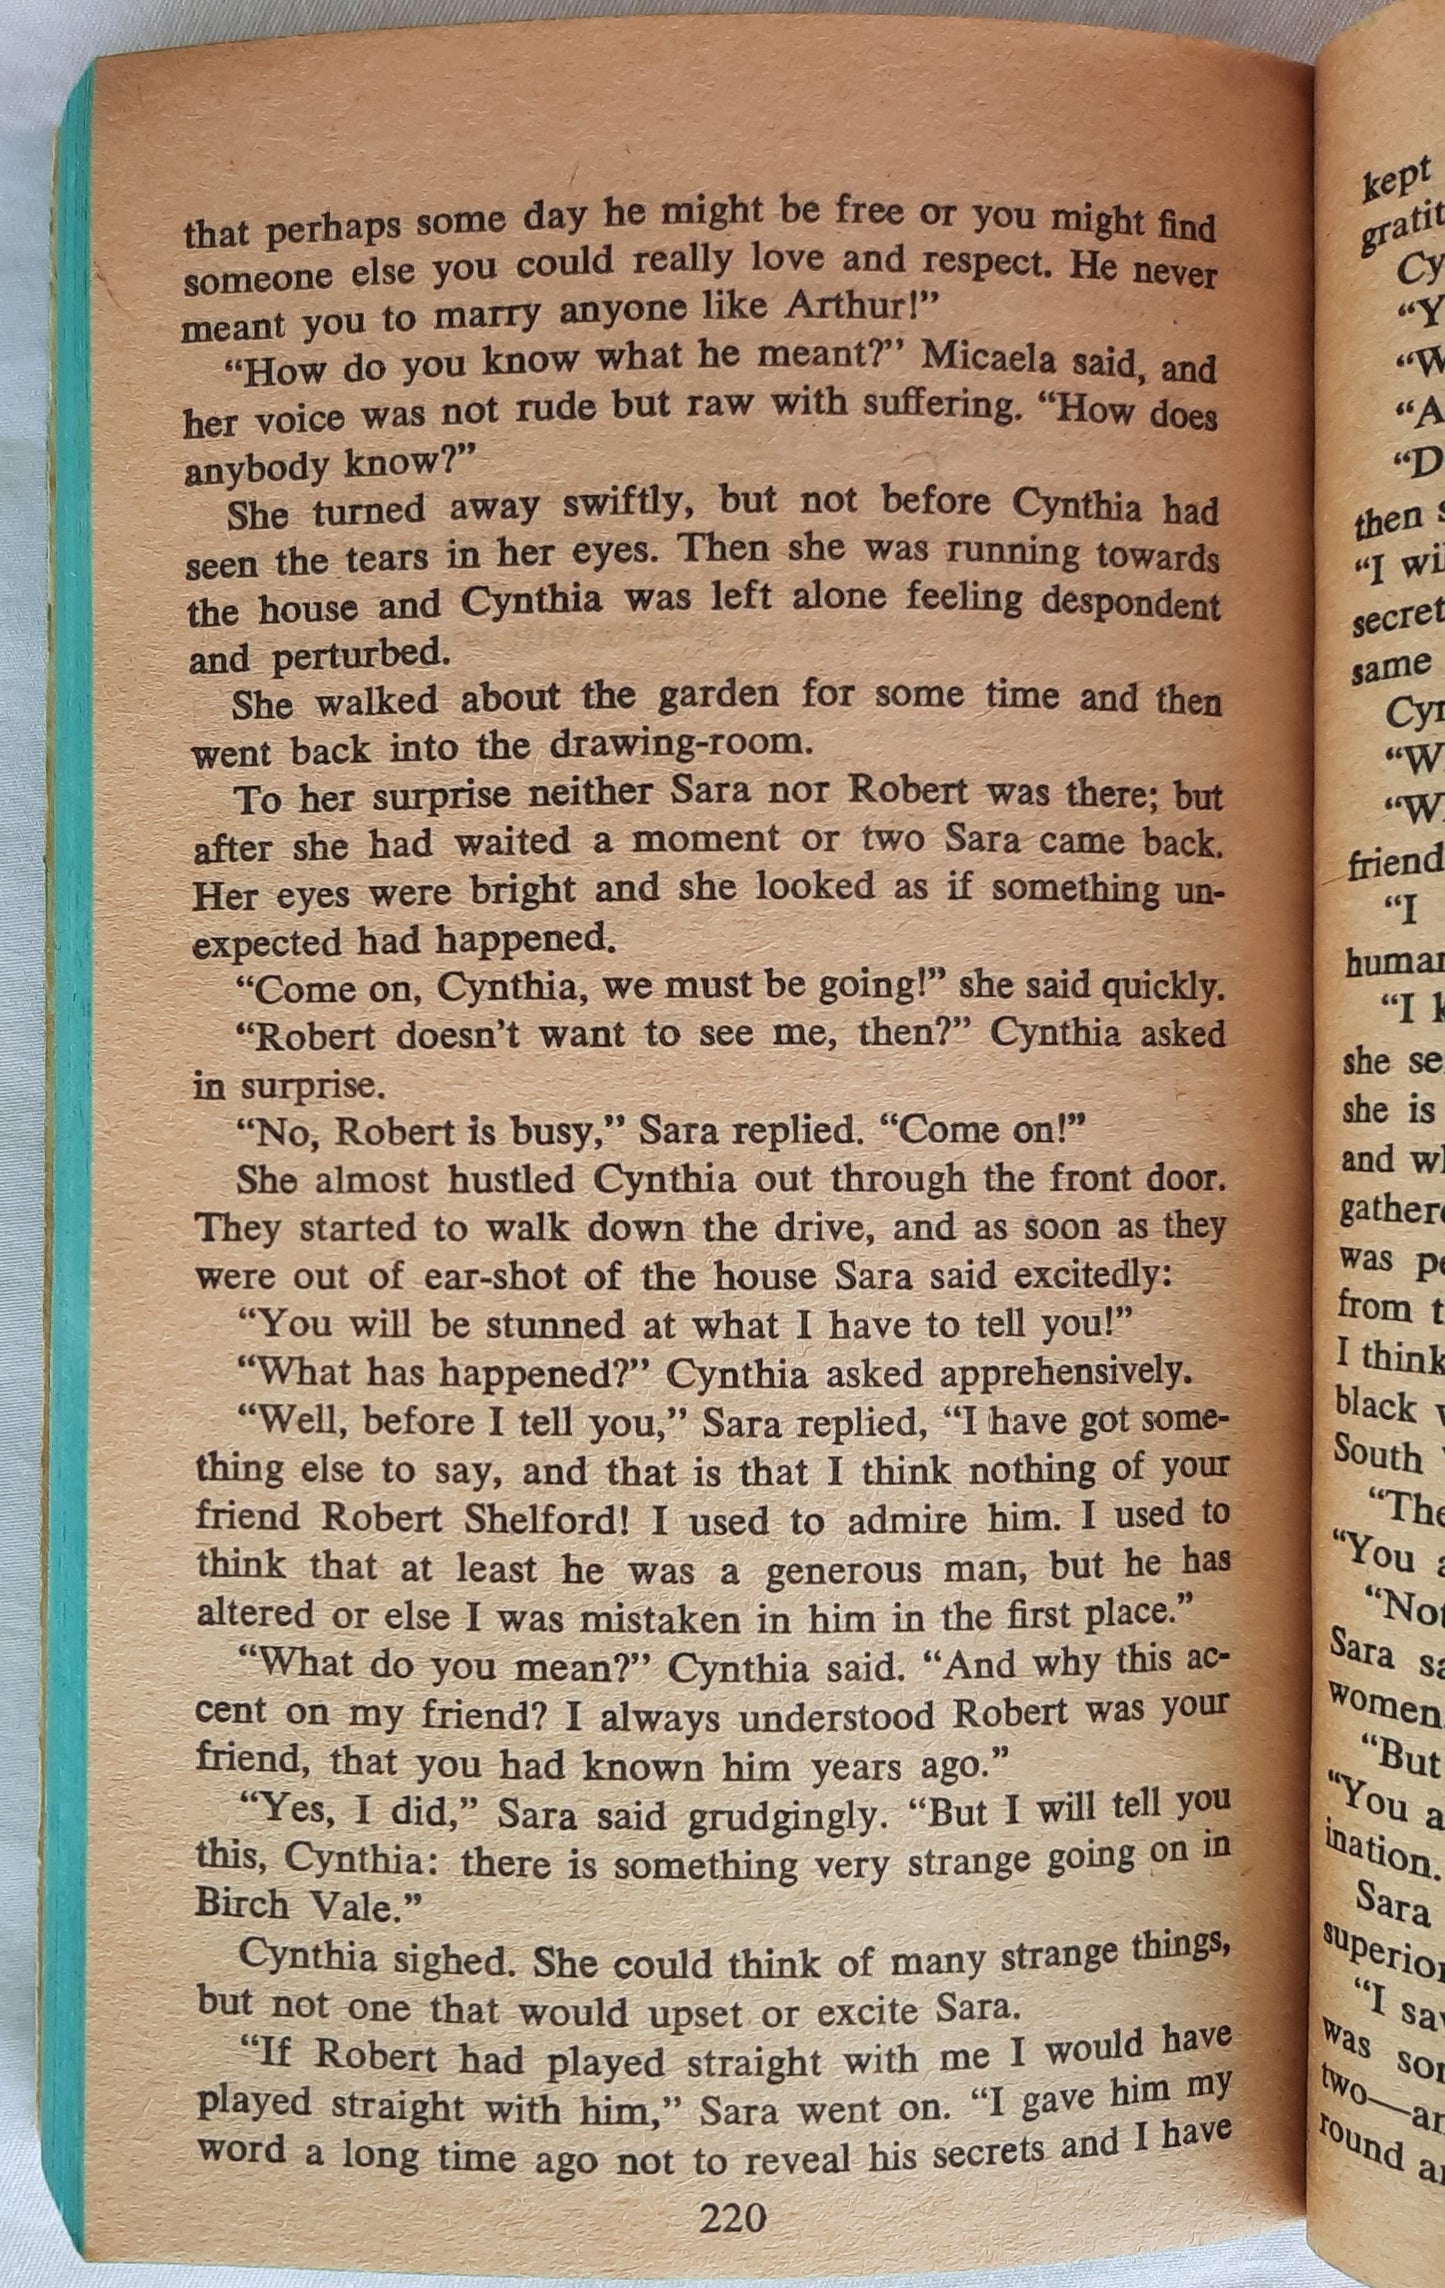 that perhaps some day he might be free or you might find
someone else you could really love and respect. He never
meant you to marry anyone like Arthur!”
“How do you know what he meant?” Micaela said, and
her voice was not rude but raw with suffering. “How does
anybody know?”
She turned away swiftly, but not before Cynthia had
seen the tears in her eyes. Then she was running towards
the house and Cynthia was left alone feeling despondent
and perturbed.
She walked about the garden for some time and then
went back into the drawing-room.
To her surprise neither Sara nor Robert was there; but
after she had waited a moment or two Sara came back.
Her eyes were bright and she looked as if something un-
expected had happened.
“Come on, Cynthia, we must be going!” she said quickly.
“Robert doesn’t want to see me, then?” Cynthia asked
in surprise.
“No, Robert is busy,” Sara replied. “Come on!”
She almost hustled Cynthia out through the front door.
They started to walk down the drive, and as soon as they
were out of ear-shot of the house Sara said excitedly:
“You will be stunned at what I have to tell you!”
“What has happened?” Cynthia asked apprehensively.
“Well, before I tell you,” Sara replied, “I have got some-
thing else to say, and that is that I think nothing of your
friend Robert Shelford! I used to admire him. I used to
think that at least he was a generous man, but he has
altered or else I was mistaken in him in the first place.”
“What do you mean?” Cynthia said. “And why this ac-
cent on my friend? I always understood Robert was your
friend, that you had known him years ago.”
“Yes, I did,” Sara said grudgingly. “But I will tell you
this, Cynthia: there is something very strange going on in
Birch Vale.”
Cynthia sighed. She could think of many strange things,
but not one that would upset or excite Sara.
“If Robert had played straight with me I would have
played straight with him,” Sara went on. “I gave him my
word a long time ago not to reveal his secrets and I have
220
kept
then
“I
same
friend
“I
“I
she
she is
and
was
from
I think
black
South
“You
Sara
women
“But
“You
ination.
Sara
“I
was
two—
round